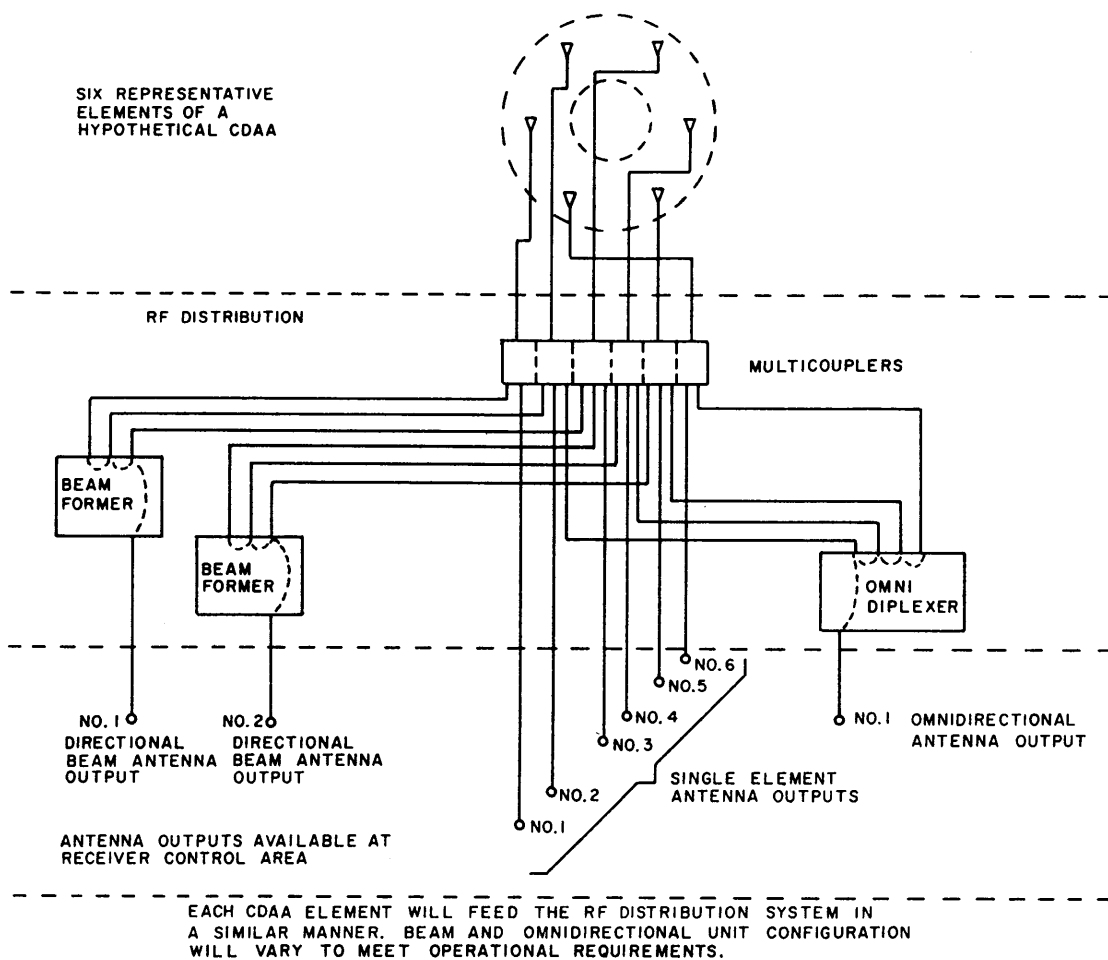 SIX REPRESENTATIVE
ELEMENTS OF A
HYPOTHETICAL CDAA
RF DISTRIBUTION
MULTICOUPLERS
BEAM
FORMER
BEAM
FORMER
OMNI
DIPLEXER
NO.6
NO.5
NO.4
NO.3
NO.2
NO.1
NO.1
DIRECTIONAL
BEAM ANTENNA
OUTPUT
NO.2
DIRECTIONAL
BEAM ANTENNA
OUTPUT
SINGLE ELEMENT
ANTENNA OUTPUTS
NO.1 OMNIDIRECTIONAL
ANTENNA OUTPUT
ANTENNA OUTPUTS AVAILABLE AT
RECEIVER CONTROL AREA
EACH CDAA ELEMENT WILL FEED THE RF DISTRIBUTION SYSTEM IN
A SIMILAR MANNER. BEAM AND OMNIDIRECTIONAL UNIT CONFIGURATION
WILL VARY TO MEET OPERATIONAL REQUIREMENTS.